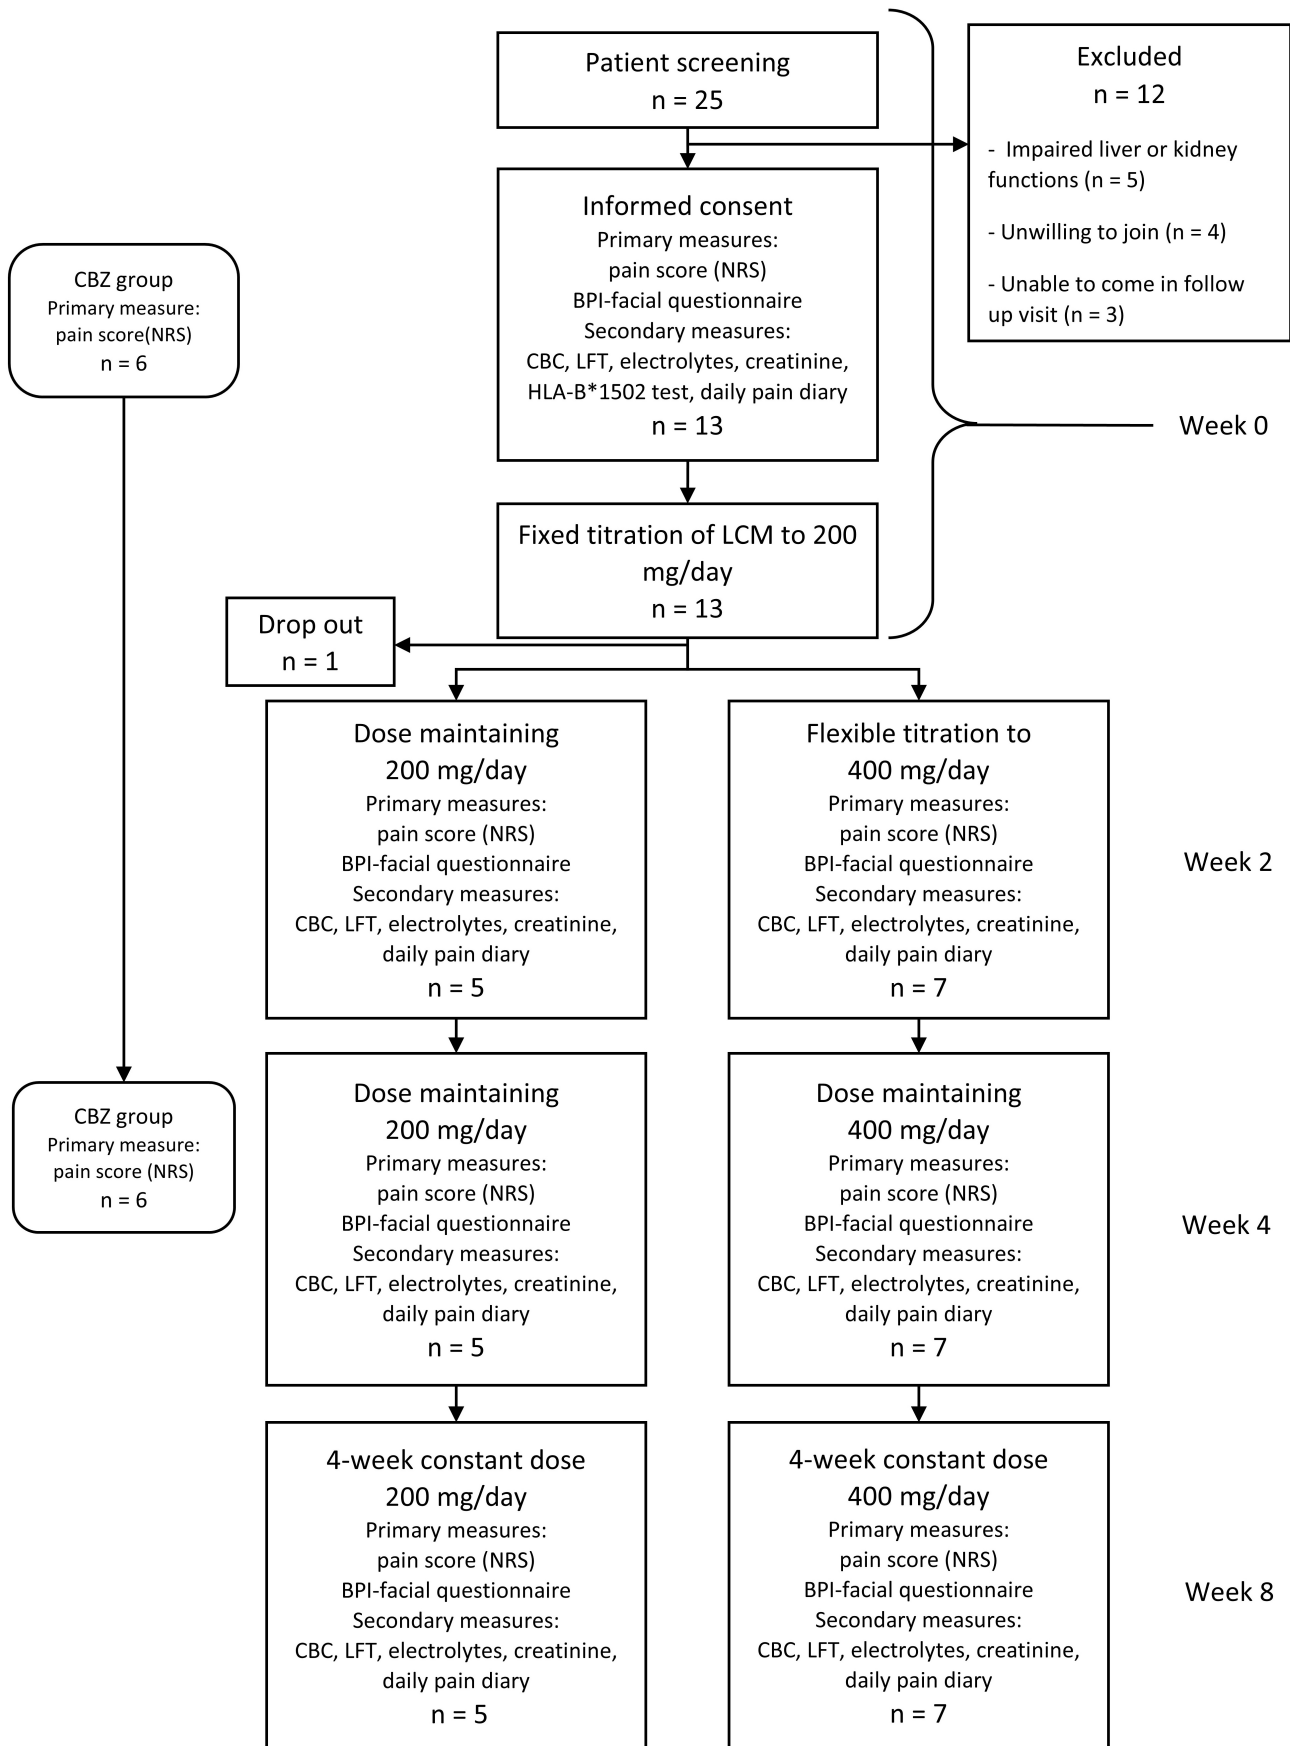 Patient screening
n = 25
Excluded
n = 12
- Impaired liver or kidney
functions (n = 5)
- Unwilling to join (n = 4)
- Unable to come in follow
up visit (n = 3)
Informed consent
Primary measures:
pain score (NRS)
BPI-facial questionnaire
Secondary measures:
CBC, LFT, electrolytes, creatinine,
HLA-B*1502 test, daily pain diary
n = 13
CBZ group
Primary measure:
pain score(NRS)
n = 6
Week 0
Fixed titration of LCM to 200
mg/day
n = 13
Drop out
n = 1
Dose maintaining
200 mg/day
Primary measures:
pain score (NRS)
BPI-facial questionnaire
Secondary measures:
CBC, LFT, electrolytes, creatinine,
daily pain diary
n = 5
Flexible titration to
400 mg/day
Primary measures:
pain score (NRS)
BPI-facial questionnaire
Secondary measures:
CBC, LFT, electrolytes, creatinine,
daily pain diary
n = 7
Week 2
CBZ group
Primary measure:
pain score (NRS)
n = 6
Dose maintaining
200 mg/day
Primary measures:
pain score (NRS)
BPI-facial questionnaire
Secondary measures:
CBC, LFT, electrolytes, creatinine,
daily pain diary
n = 5
Dose maintaining
400 mg/day
Primary measures:
pain score (NRS)
BPI-facial questionnaire
Secondary measures:
CBC, LFT, electrolytes, creatinine,
daily pain diary
n = 7
Week 4
4-week constant dose
200 mg/day
Primary measures:
pain score (NRS)
BPI-facial questionnaire
Secondary measures:
CBC, LFT, electrolytes, creatinine,
daily pain diary
n = 5
4-week constant dose
400 mg/day
Primary measures:
pain score (NRS)
BPI-facial questionnaire
Secondary measures:
CBC, LFT, electrolytes, creatinine,
daily pain diary
n = 7
Week 8